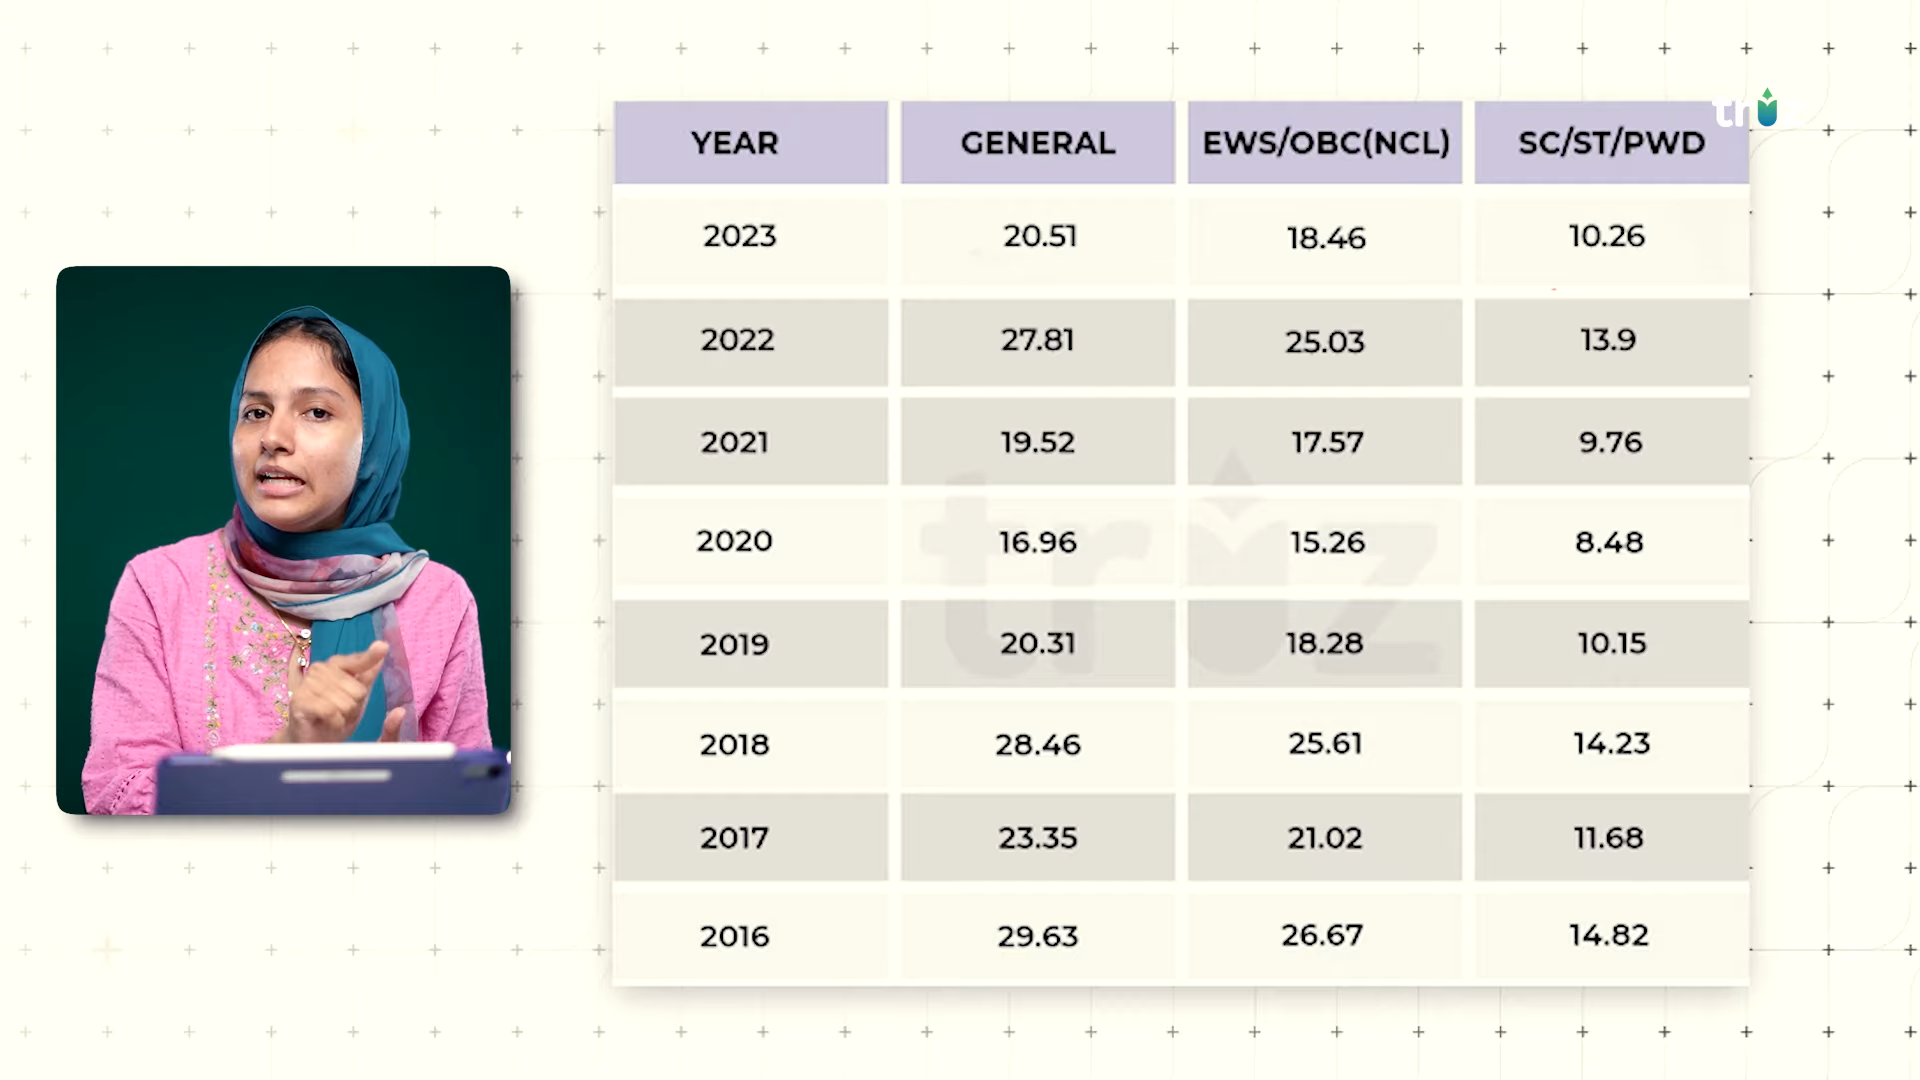 truz
YEAR GENERAL EWS/OBC(NCL) SC/ST/PWD
2023 20.51 18.46 10.26
2022 27.81 25.03 13.9
2021 19.52 17.57 9.76
2020 16.96 15.26 8.48
2019 20.31 18.28 10.15
2018 28.46 25.61 14.23
2017 23.35 21.02 11.68
2016 29.63 26.67 14.82
truz